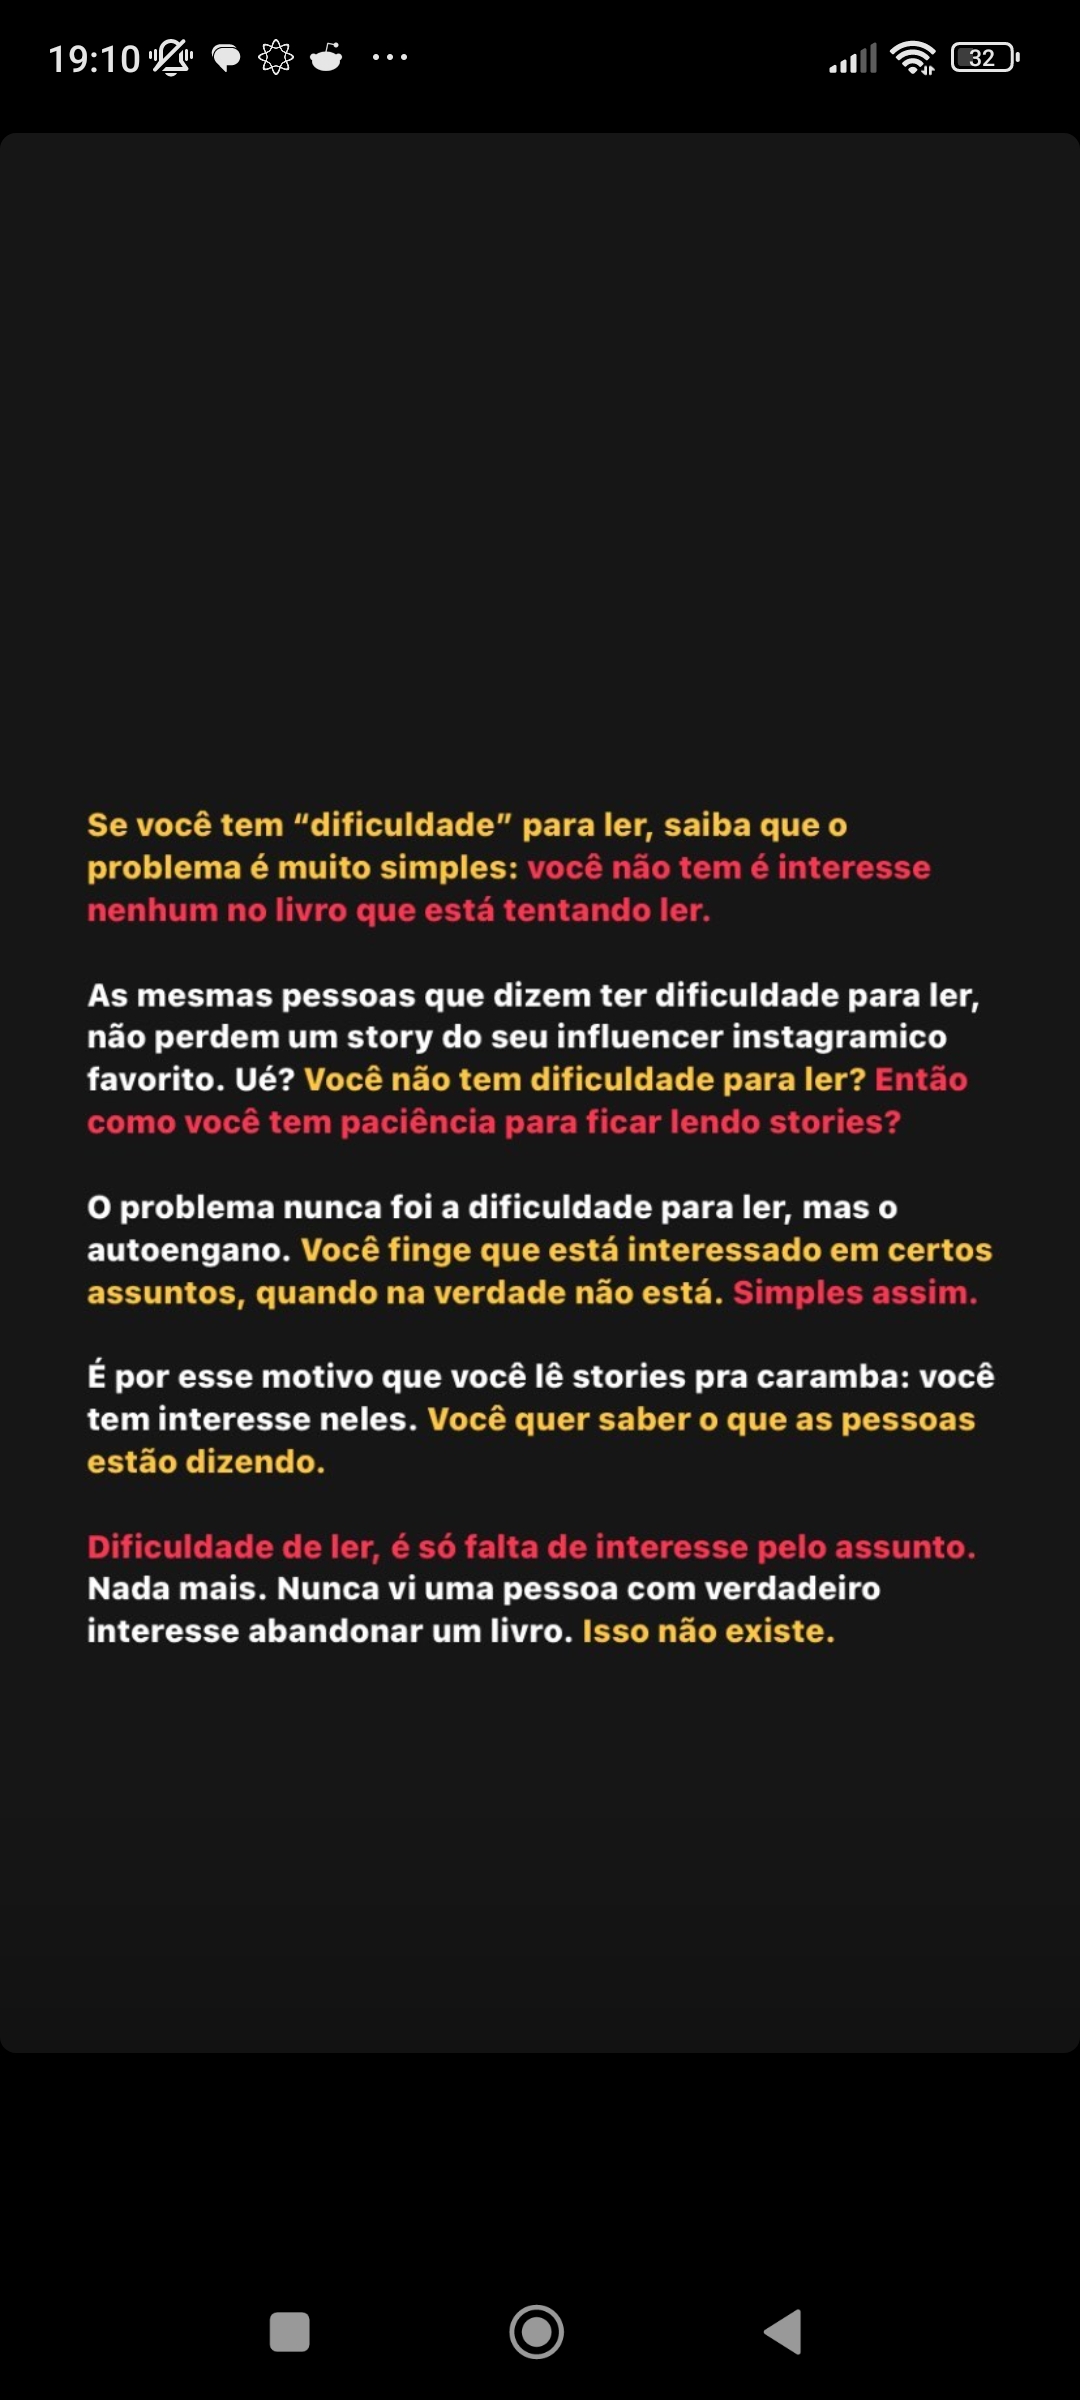 19:10
32
Se você tem “dificuldade” para ler, saiba que o
problema é muito simples: você não tem é interesse
nenhum no livro que está tentando ler.
As mesmas pessoas que dizem ter dificuldade para ler,
não perdem um story do seu influencer instagramico
favorito. Ué? Você não tem dificuldade para ler? Então
como você tem paciência para ficar lendo stories?
O problema nunca foi a dificuldade para ler, mas o
autoengano. Você finge que está interessado em certos
assuntos, quando na verdade não está. Simples assim.
É por esse motivo que você lê stories pra caramba: você
tem interesse neles. Você quer saber o que as pessoas
estão dizendo.
Dificuldade de ler, é só falta de interesse pelo assunto.
Nada mais. Nunca vi uma pessoa com verdadeiro
interesse abandonar um livro. Isso não existe.